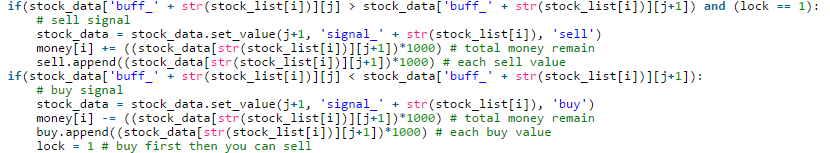 if(stock_data['buff_' + str(stock_list[i])][j] > stock_data['buff_' + str(stock_list[i])][j+1]) and (lock == 1):
    # sell signal
    stock_data = stock_data.set_value(j+1, 'signal_' + str(stock_list[i]), 'sell')
    money[i] += ((stock_data[str(stock_list[i])][j+1])*1000) # total money remain
    sell.append((stock_data[str(stock_list[i])][j+1])*1000) # each sell value
if(stock_data['buff_' + str(stock_list[i])][j] < stock_data['buff_' + str(stock_list[i])][j+1]):
    # buy signal
    stock_data = stock_data.set_value(j+1, 'signal_' + str(stock_list[i]), 'buy')
    money[i] -= ((stock_data[str(stock_list[i])][j+1])*1000) # total money remain
    buy.append((stock_data[str(stock_list[i])][j+1])*1000) # each buy value
    lock = 1 # buy first then you can sell